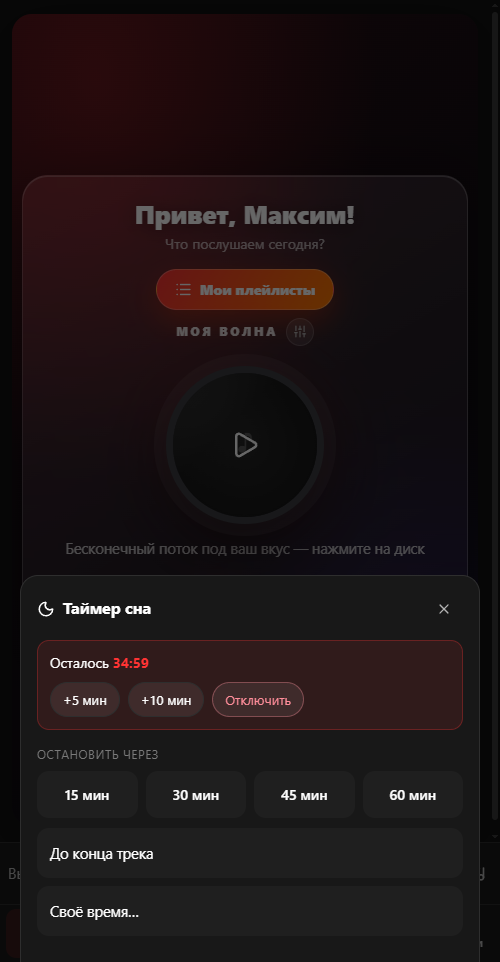 Привет, Максим!
Что послушаем сегодня?
Мои плейлисты
МОЯ ВОЛНА
Бесконечный поток под ваш вкус — нажмите на диск
Таймер сна
Осталось 34:59
+5 мин
+10 мин
Отключить
ОСТАНОВИТЬ ЧЕРЕЗ
15 мин
30 мин
45 мин
60 мин
До конца трека
Своё время...